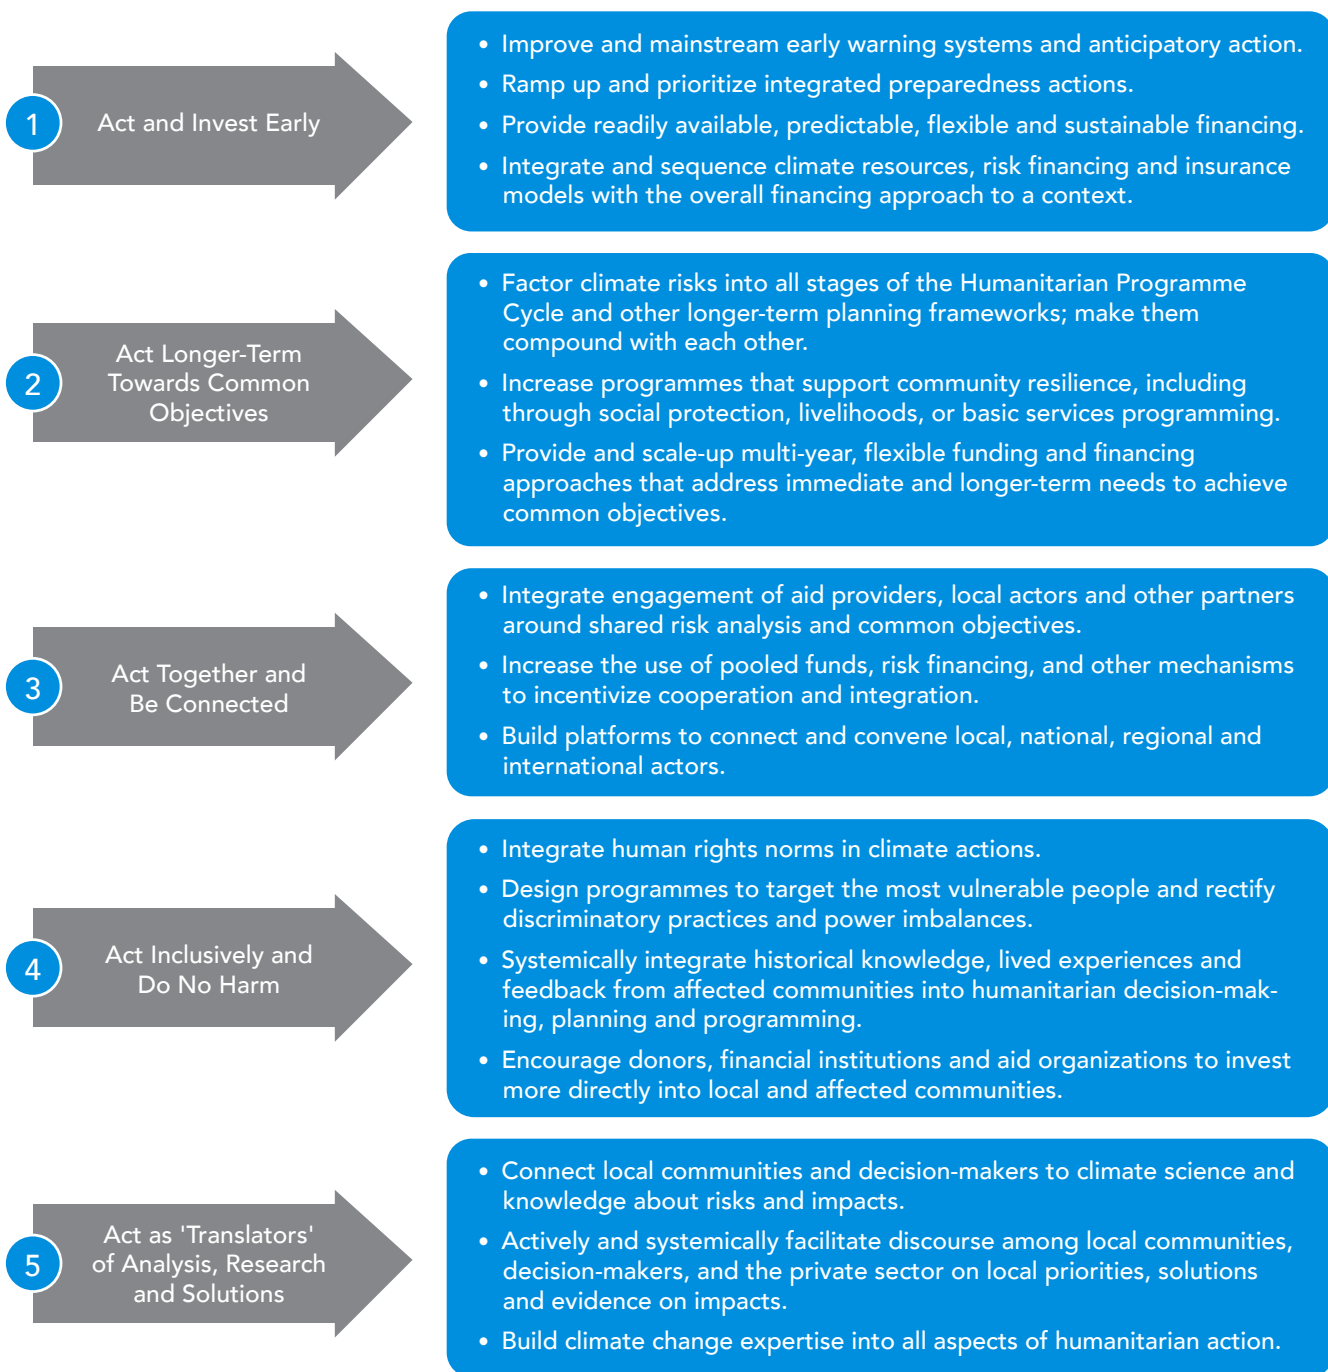 1
Act and Invest Early
• Improve and mainstream early warning systems and anticipatory action.
• Ramp up and prioritize integrated preparedness actions.
• Provide readily available, predictable, flexible and sustainable financing.
• Integrate and sequence climate resources, risk financing and insurance
models with the overall financing approach to a context.
2
Act Longer-Term
Towards Common
Objectives
• Factor climate risks into all stages of the Humanitarian Programme
Cycle and other longer-term planning frameworks; make them
compound with each other.
• Increase programmes that support community resilience, including
through social protection, livelihoods, or basic services programming.
• Provide and scale-up multi-year, flexible funding and financing
approaches that address immediate and longer-term needs to achieve
common objectives.
3
Act Together and
Be Connected
• Integrate engagement of aid providers, local actors and other partners
around shared risk analysis and common objectives.
• Increase the use of pooled funds, risk financing, and other mechanisms
to incentivize cooperation and integration.
• Build platforms to connect and convene local, national, regional and
international actors.
4
Act Inclusively and
Do No Harm
• Integrate human rights norms in climate actions.
• Design programmes to target the most vulnerable people and rectify
discriminatory practices and power imbalances.
• Systemically integrate historical knowledge, lived experiences and
feedback from affected communities into humanitarian decision-mak-
ing, planning and programming.
• Encourage donors, financial institutions and aid organizations to invest
more directly into local and affected communities.
5
Act as 'Translators'
of Analysis, Research
and Solutions
• Connect local communities and decision-makers to climate science and
knowledge about risks and impacts.
• Actively and systemically facilitate discourse among local communities,
decision-makers, and the private sector on local priorities, solutions
and evidence on impacts.
• Build climate change expertise into all aspects of humanitarian action.